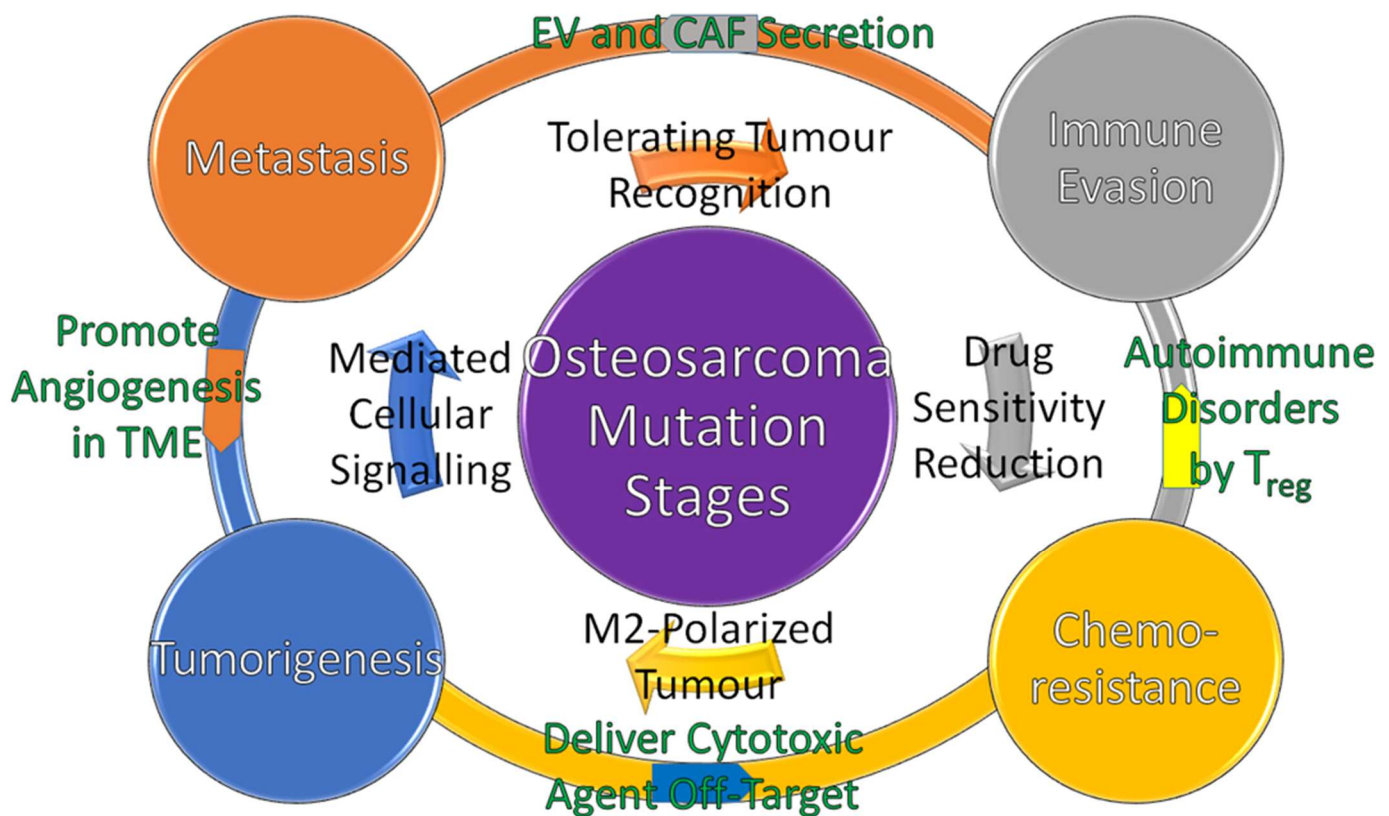 EV and CAF Secretion
Tolerating Tumour
Recognition
Metastasis
Immune
Evasion
Promote
Angiogenesis
in TME
Mediated
Cellular
Signalling
Osteosarcoma
Mutation
Stages
Drug
Sensitivity
Reduction
Autoimmune
Disorders
by Treg
Tumorigenesis
M2-Polarized
Tumour
Chemo-
resistance
Deliver Cytotoxic
Agent Off-Target